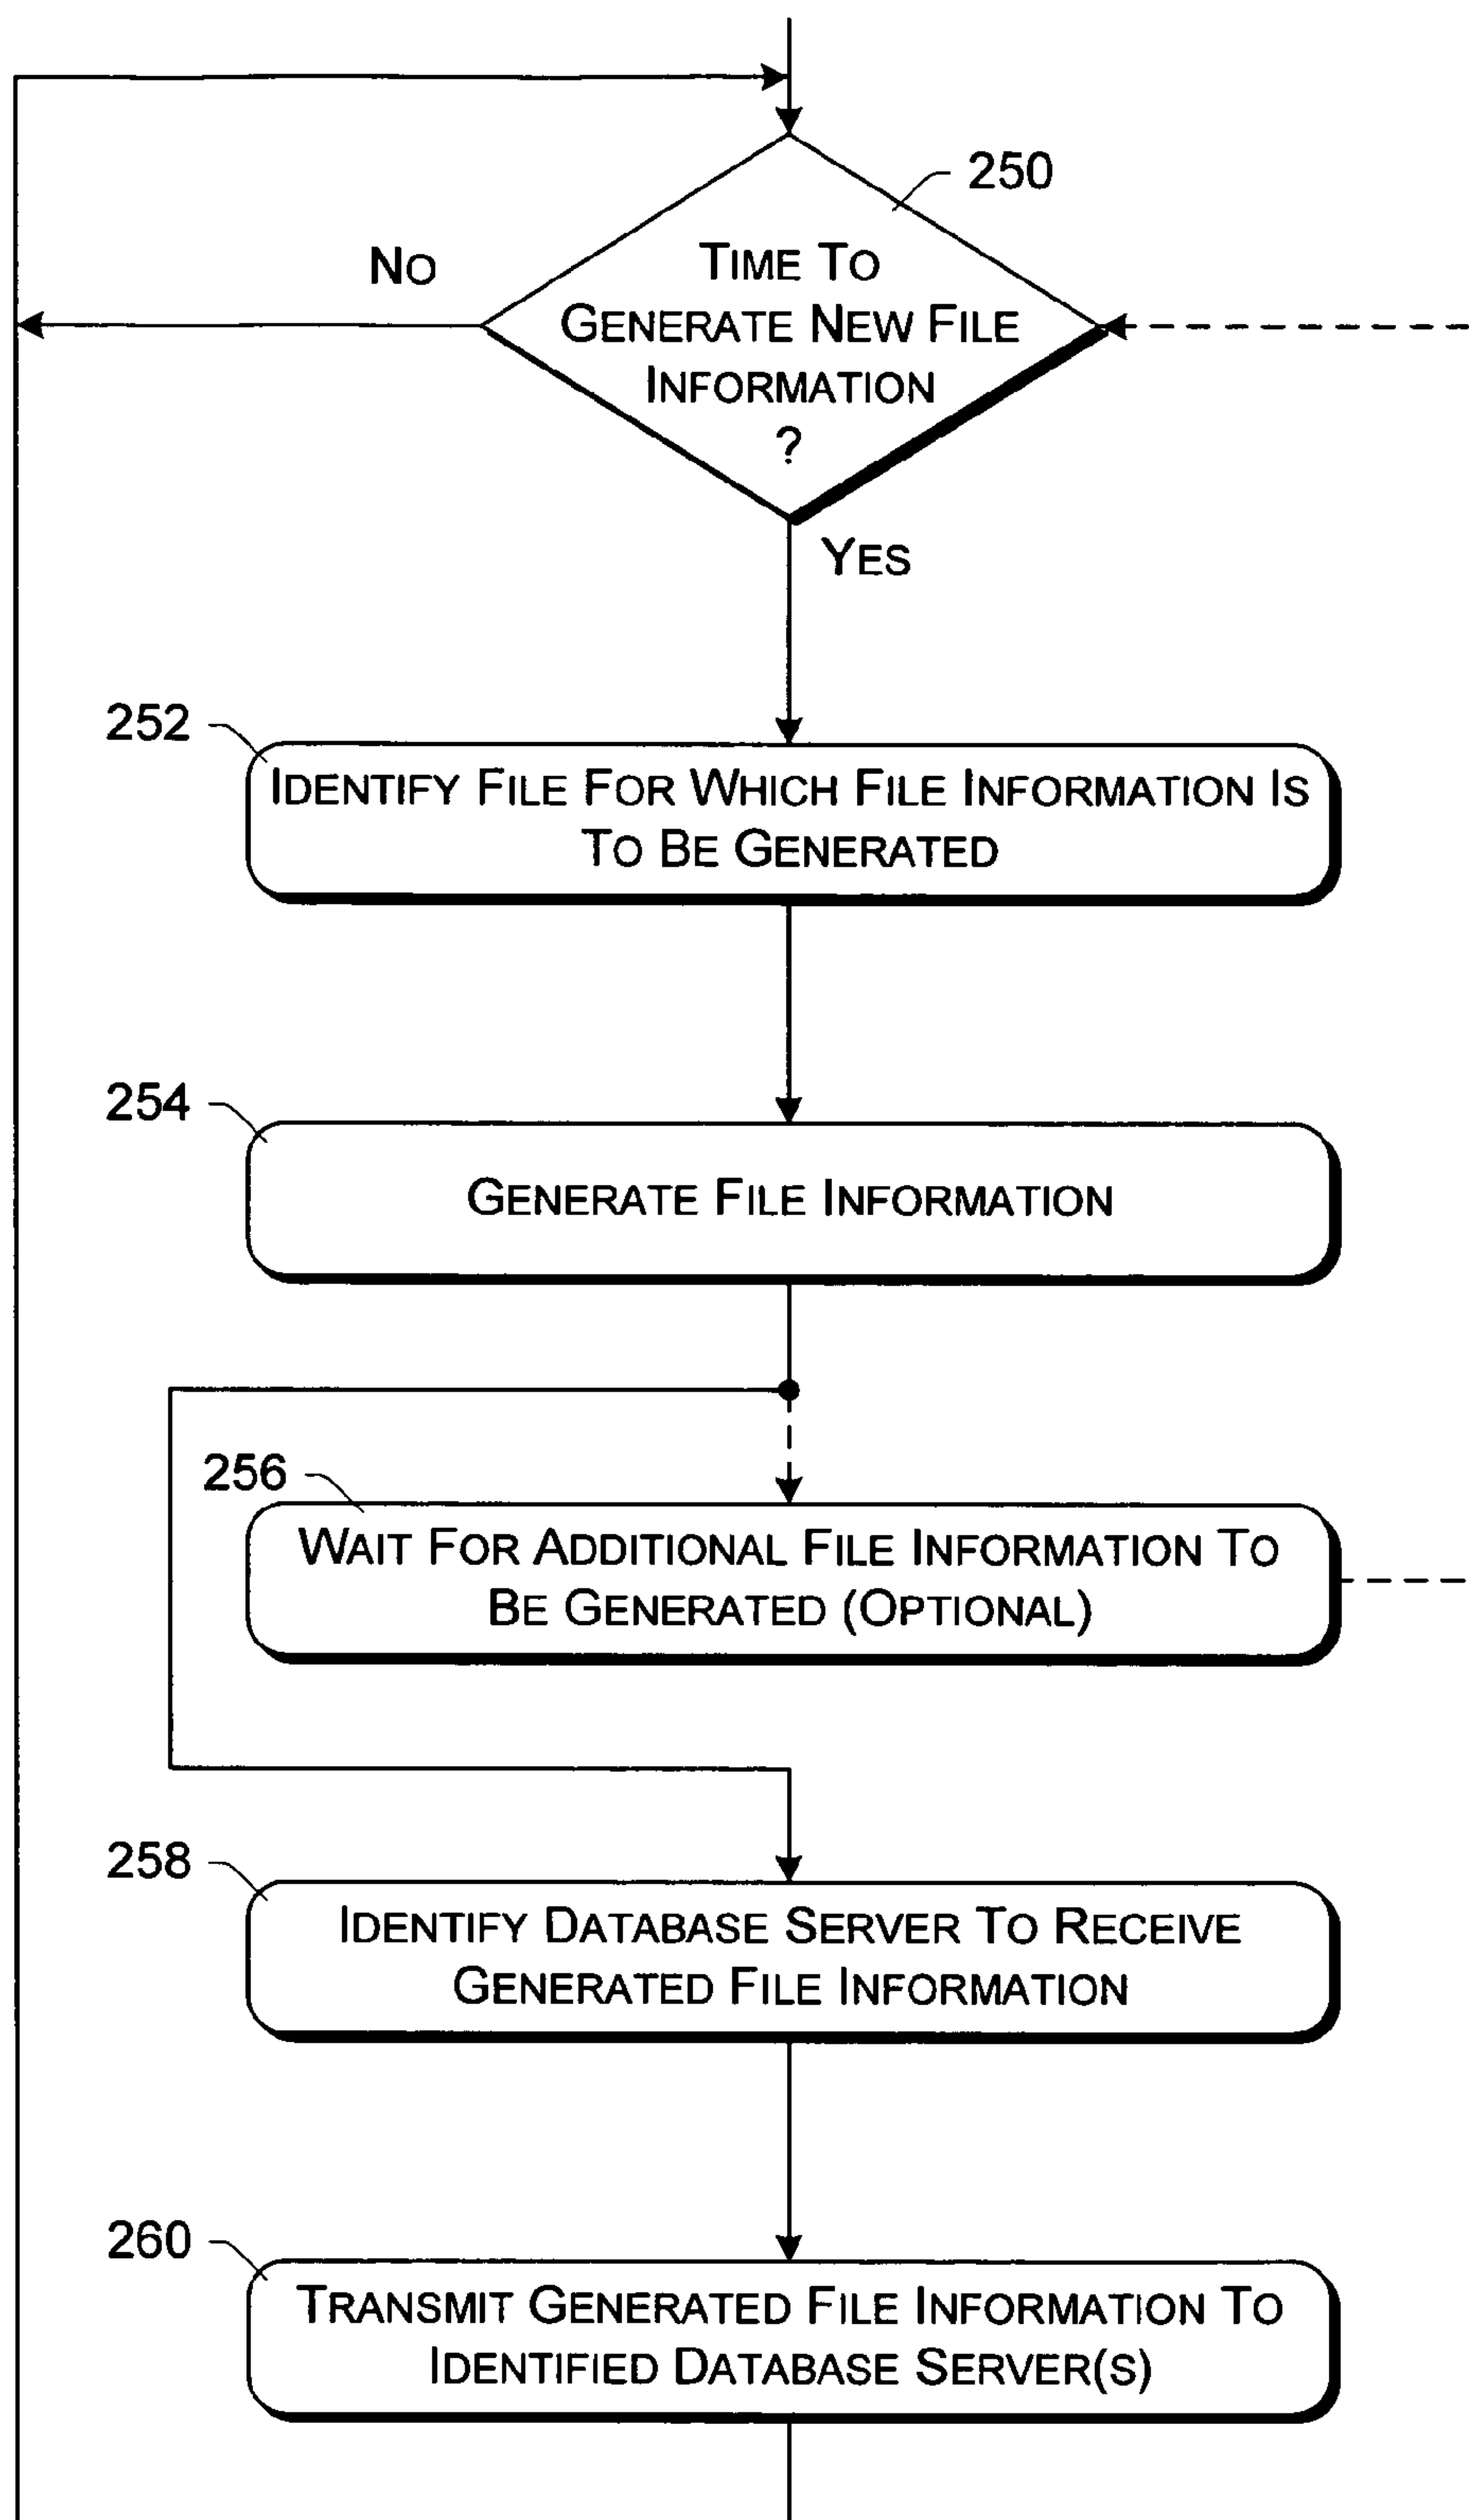 250
No
Time To
Generate New File
Information
?
Yes
252
Identify File For Which File Information Is
To Be Generated
254
Generate File Information
256
Wait For Additional File Information To
Be Generated (Optional)
258
Identify Database Server To Receive
Generated File Information
260
Transmit Generated File Information To
Identified Database Server(s)